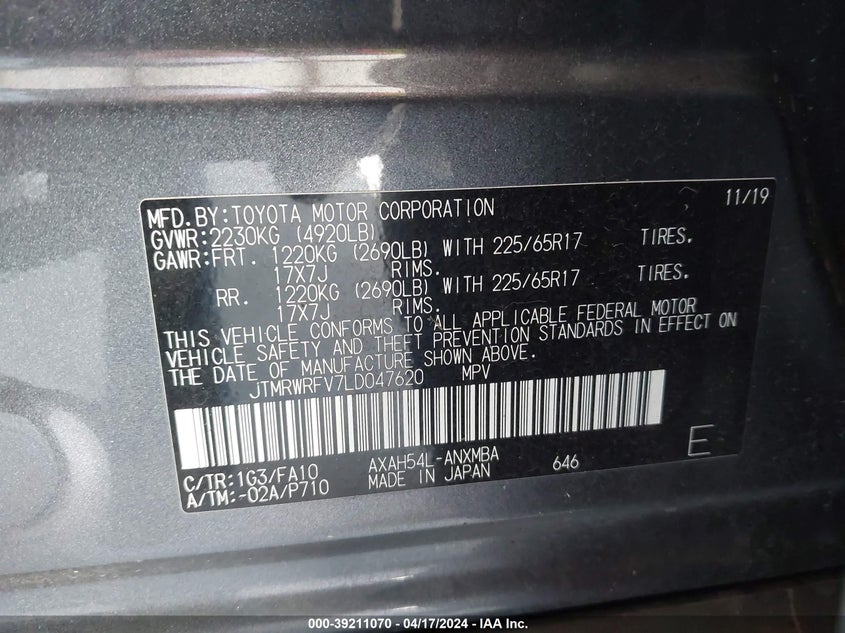 11/19
MFD.BY:TOYOTA MOTOR CORPORATION
GVWR:2230KG (4920LB)
GAWR:FRT. 1220KG (2690LB) WITH 225/65R17 TIRES.
17X7J RIMS.
RR. 1220KG (2690LB) WITH 225/65R17 TIRES.
17X7J RIMS.
THIS VEHICLE CONFORMS TO ALL APPLICABLE FEDERAL MOTOR
VEHICLE SAFETY AND THEFT PREVENTION STANDARDS IN EFFECT ON
THE DATE OF MANUFACTURE SHOWN ABOVE.
JTMRWRFV7LD047620 MPV
C/TR:1G3/FA10 AXAH54L-ANXMBA 646 E
A/TM:-02A/P710 MADE IN JAPAN
000-39211070 - 04/17/2024 - IAA Inc.